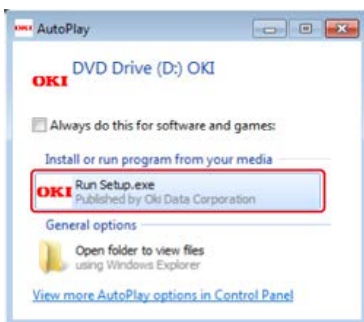 OKI AutoPlay
DVD Drive (D:) OKI
OKI
Always do this for software and games:
Install or run program from your media
OKI Run Setup.exe
Published by Oki Data Corporation
General options
Open folder to view files
using Windows Explorer
View more AutoPlay options in Control Panel